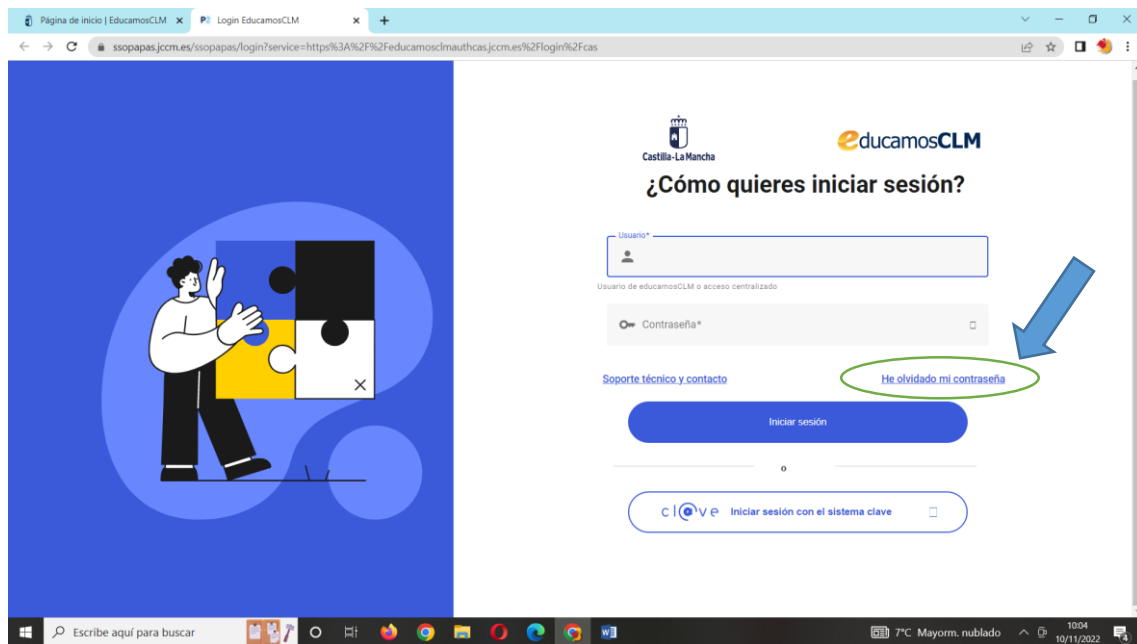 Página de inicio | EducamosCLM
Login EducamosCLM
ssopapas.jccm.es/ssopapas/login?service=https%3A%2F%2Feducamosclmauthcas.jccm.es%2Flogin%2Fcas
Castilla-La Mancha
educamosCLM
¿Cómo quieres iniciar sesión?
Usuario*
Usuario de educamosCLM o acceso centralizado
Contraseña*
Soporte técnico y contacto
He olvidado mi contraseña
Iniciar sesión
o
cl@ve Iniciar sesión con el sistema clave
Escribe aquí para buscar
7°C Mayorm. nublado
10:04
10/11/2022
4